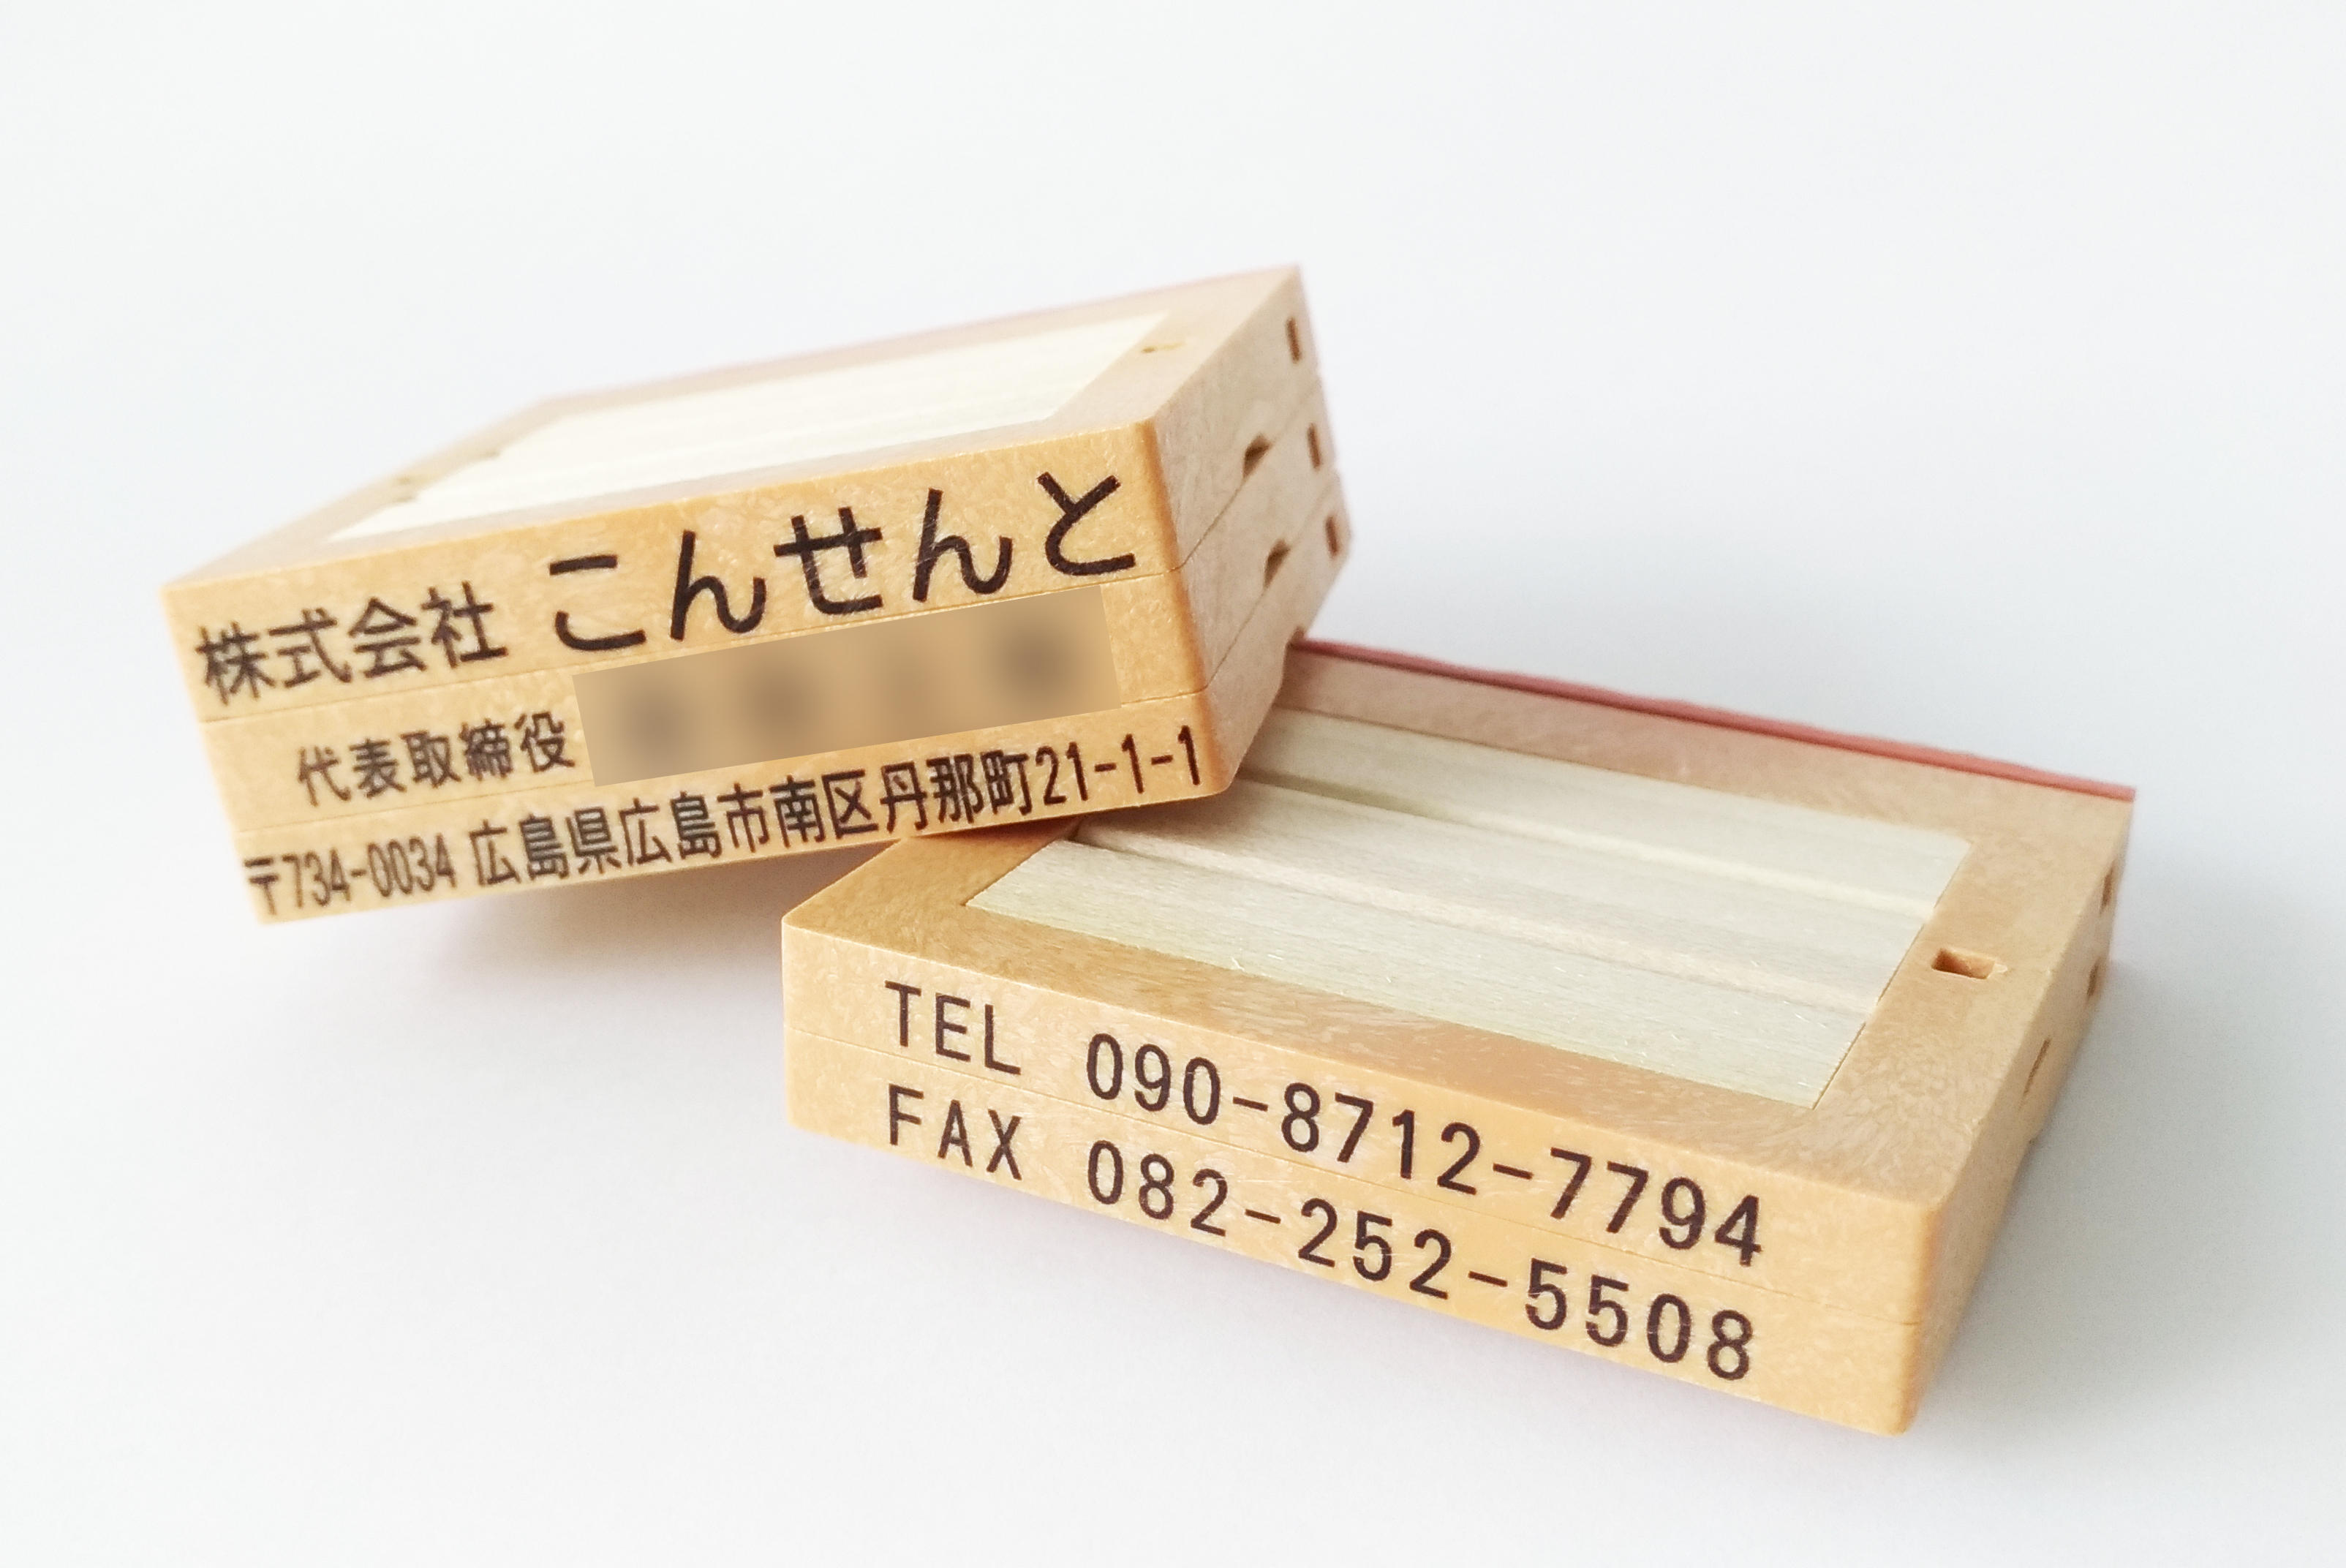 株式会社 こんせんと
代表取締役
〒734-0034 広島県広島市南区丹那町21-1-1
TEL 090-8712-7794
FAX 082-252-5508